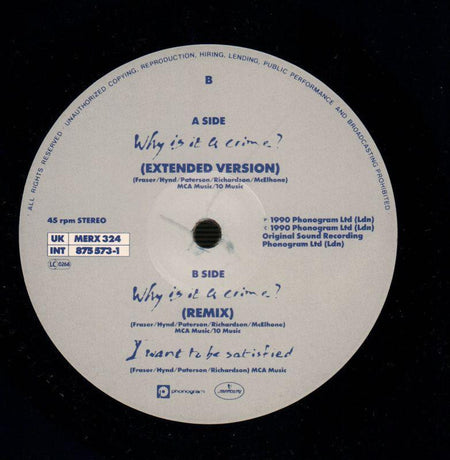 ALL RIGHTS RESERVED. UNAUTHORIZED COPYING, REPRODUCTION, HIRING, LENDING, PUBLIC PERFORMANCE AND BROADCASTING PROHIBITED
B
A SIDE
Why is it a crime?
(EXTENDED VERSION)
(Fraser/Hynd/Paterson/Richardson/McElhone)
MCA Music/10 Music
45 rpm STEREO
UK MERX 324
INT 875 573-1
LC 0268
℗ 1990 Phonogram Ltd (Ldn)
© 1990 Phonogram Ltd (Ldn)
Original Sound Recording
Phonogram Ltd (Ldn)
B SIDE
Why is it a crime?
(REMIX)
(Fraser/Hynd/Paterson/Richardson/McElhone)
MCA Music/10 Music
I want to be satisfied
(Fraser/Hynd/Paterson/Richardson) MCA Music
phonogram
mercury